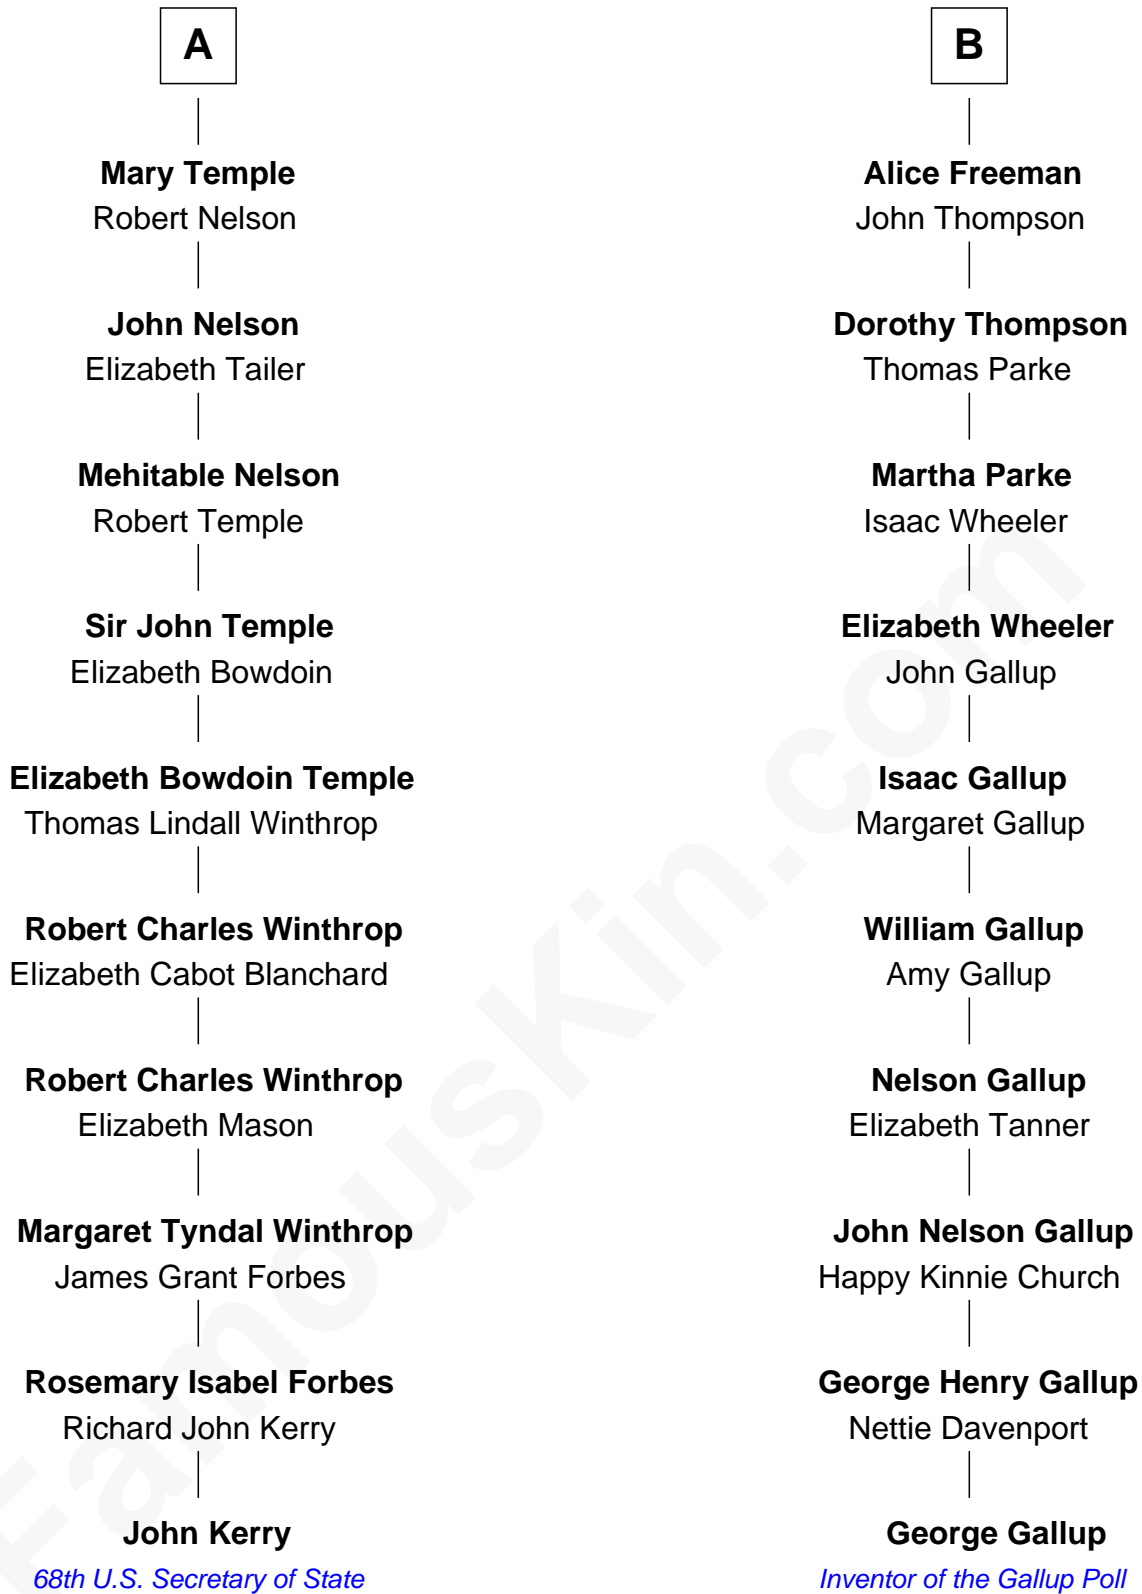 A
Mary Temple
Robert Nelson
John Nelson
Elizabeth Tailer
Mehitable Nelson
Robert Temple
Sir John Temple
Elizabeth Bowdoin
Elizabeth Bowdoin Temple
Thomas Lindall Winthrop
Robert Charles Winthrop
Elizabeth Cabot Blanchard
Robert Charles Winthrop
Elizabeth Mason
Margaret Tyndal Winthrop
James Grant Forbes
Rosemary Isabel Forbes
Richard John Kerry
John Kerry
68th U.S. Secretary of State
B
Alice Freeman
John Thompson
Dorothy Thompson
Thomas Parke
Martha Parke
Isaac Wheeler
Elizabeth Wheeler
John Gallup
Isaac Gallup
Margaret Gallup
William Gallup
Amy Gallup
Nelson Gallup
Elizabeth Tanner
John Nelson Gallup
Happy Kinnie Church
George Henry Gallup
Nettie Davenport
George Gallup
Inventor of the Gallup Poll
FamousKin.com